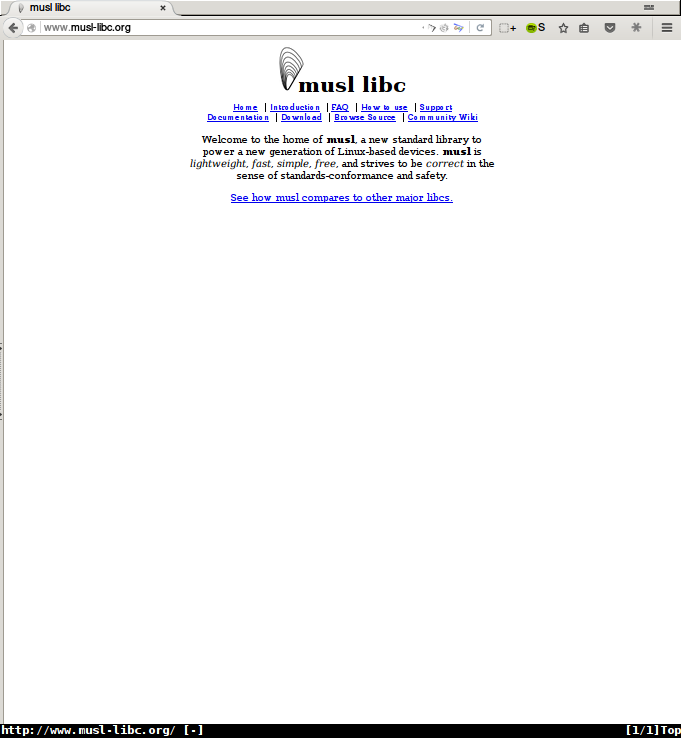 musl libc
www.musl-libc.org
S
musl libc
Home | Introduction | FAQ | How to use | Support
Documentation | Download | Browse Source | Community Wiki
Welcome to the home of musl, a new standard library to
power a new generation of Linux-based devices. musl is
lightweight, fast, simple, free, and strives to be correct in the
sense of standards-conformance and safety.
See how musl compares to other major libcs.
http://www.musl-libc.org/ [-] [1/1]Top